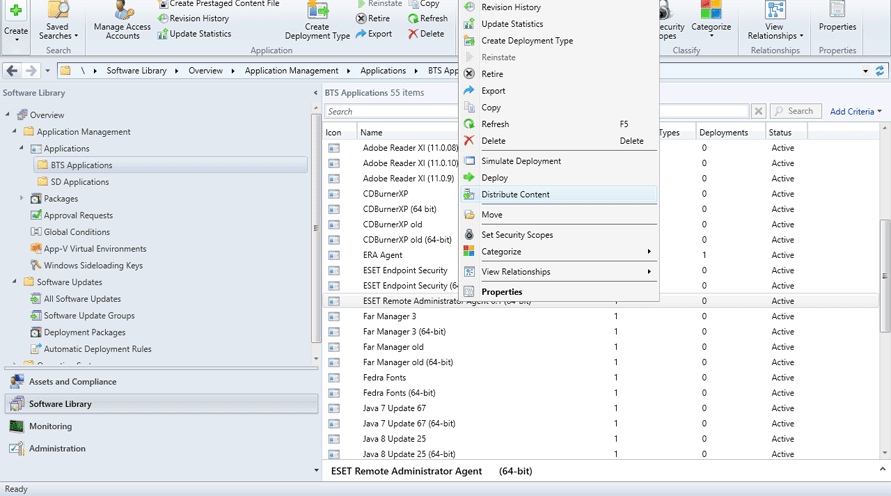 Create
Saved
Searches
Search
Manage Access
Accounts
Create Prestaged Content File
Revision History
Update Statistics
Create
Deployment Type
Application
Reinstate
Retire
Export
Copy
Refresh
Delete
Categorize
Classify
View
Relationships
Relationships
Properties
Properties
\ Software Library Overview Application Management Applications
Software Library
Overview
Application Management
Applications
BTS Applications
SD Applications
Packages
Approval Requests
Global Conditions
App-V Virtual Environments
Windows Sideloading Keys
Software Updates
All Software Updates
Software Update Groups
Deployment Packages
Automatic Deployment Rules
Assets and Compliance
Software Library
Monitoring
Administration
BTS Applications 55 items
Search
Search
Add Criteria
Icon Name Types Deployments Status
Adobe Reader XI (11.0.08) 0 Active
Adobe Reader XI (11.0.10) 0 Active
Adobe Reader XI (11.0.9) 0 Active
CDBurnerXP 0 Active
CDBurnerXP (64 bit) 0 Active
CDBurnerXP old 0 Active
CDBurnerXP old (64-bit) 0 Active
ERA Agent 1 Active
ESET Endpoint Security 0 Active
ESET Endpoint Security 0 Active
ESET Remote Administrator Agent (64-bit) 1 0 Active
Far Manager 3 1 0 Active
Far Manager 3 (64-bit) 1 0 Active
Far Manager old 1 0 Active
Far Manager old (64-bit) 1 0 Active
Fedra Fonts 1 0 Active
Fedra Fonts (64-bit) 1 0 Active
Java 7 Update 67 1 0 Active
Java 7 Update 67 (64-bit) 1 0 Active
Java 8 Update 25 1 0 Active
Java 8 Update 25 (64-bit) 1 0 Active
Revision History
Update Statistics
Create Deployment Type
Reinstate
Retire
Export
Copy
Refresh F5
Delete Delete
Simulate Deployment
Deploy
Distribute Content
Move
Set Security Scopes
Categorize
View Relationships
Properties
ESET Remote Administrator Agent (64-bit)
Ready